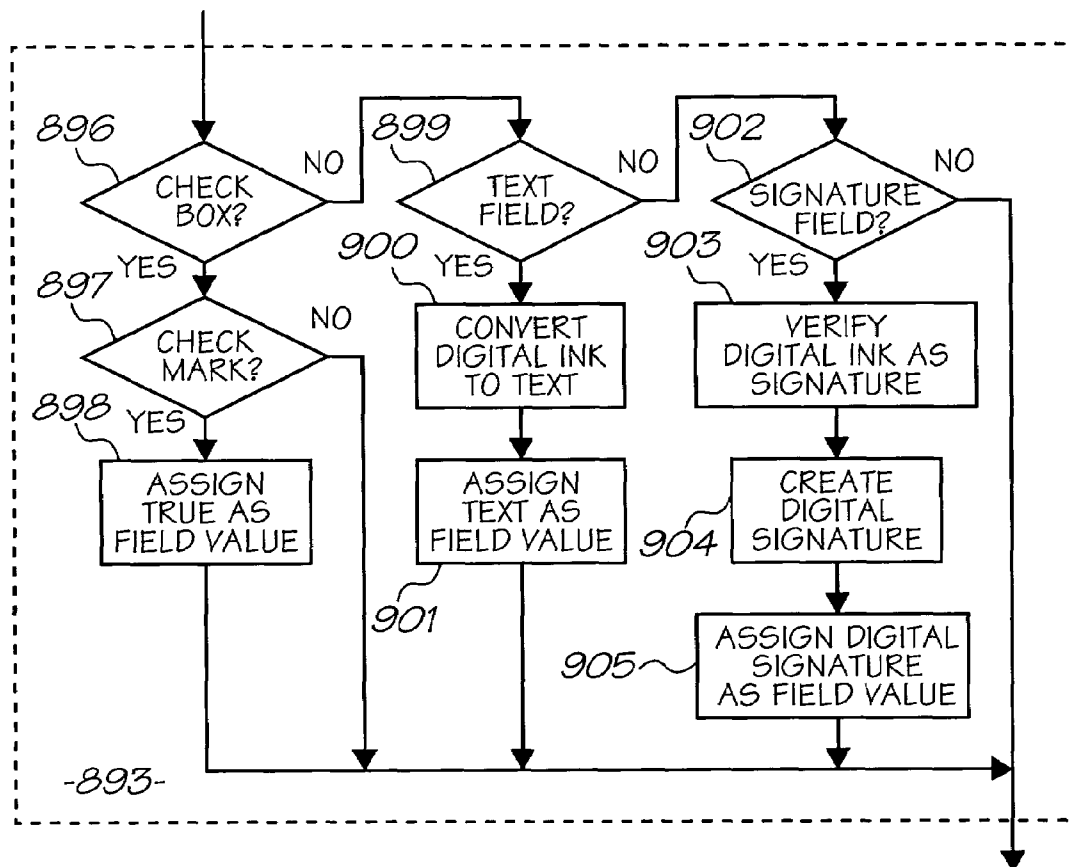 896
CHECK
BOX?
NO
YES
897
CHECK
MARK?
NO
YES
898
ASSIGN
TRUE AS
FIELD VALUE
899
TEXT
FIELD?
NO
YES
900
CONVERT
DIGITAL INK
TO TEXT
ASSIGN
TEXT AS
FIELD VALUE
901
902
SIGNATURE
FIELD?
NO
YES
903
VERIFY
DIGITAL INK AS
SIGNATURE
CREATE
DIGITAL
SIGNATURE
904
ASSIGN DIGITAL
SIGNATURE
AS FIELD VALUE
905
-893-